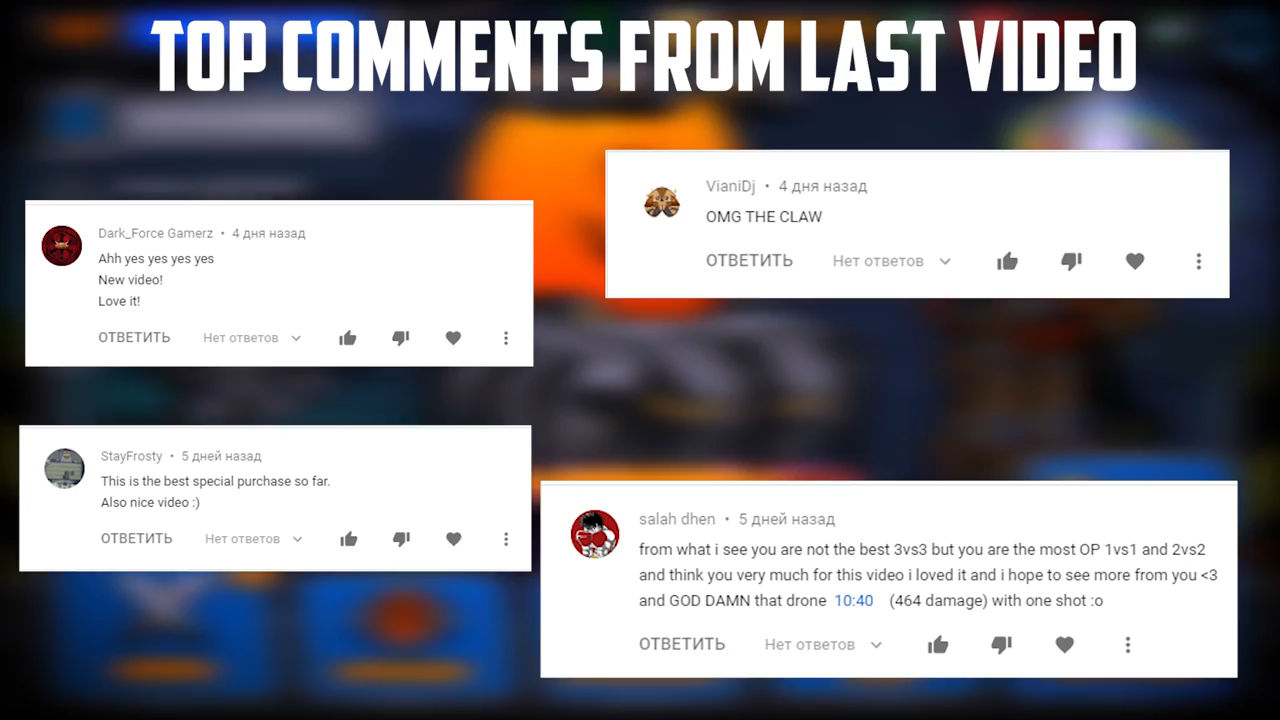 TOP COMMENTS FROM LAST VIDEO
VianiDj • 4 дня назад
OMG THE CLAW
ОТВЕТИТЬ Нет ответов
Dark_Force Gamerz • 4 дня назад
Ahh yes yes yes yes
New video!
Love it!
ОТВЕТИТЬ Нет ответов
StayFrosty • 5 дней назад
This is the best special purchase so far.
Also nice video :)
ОТВЕТИТЬ Нет ответов
salah dhen • 5 дней назад
from what i see you are not the best 3vs3 but you are the most OP 1vs1 and 2vs2
and think you very much for this video i loved it and i hope to see more from you <3
and GOD DAMN that drone 10:40 (464 damage) with one shot :o
ОТВЕТИТЬ Нет ответов